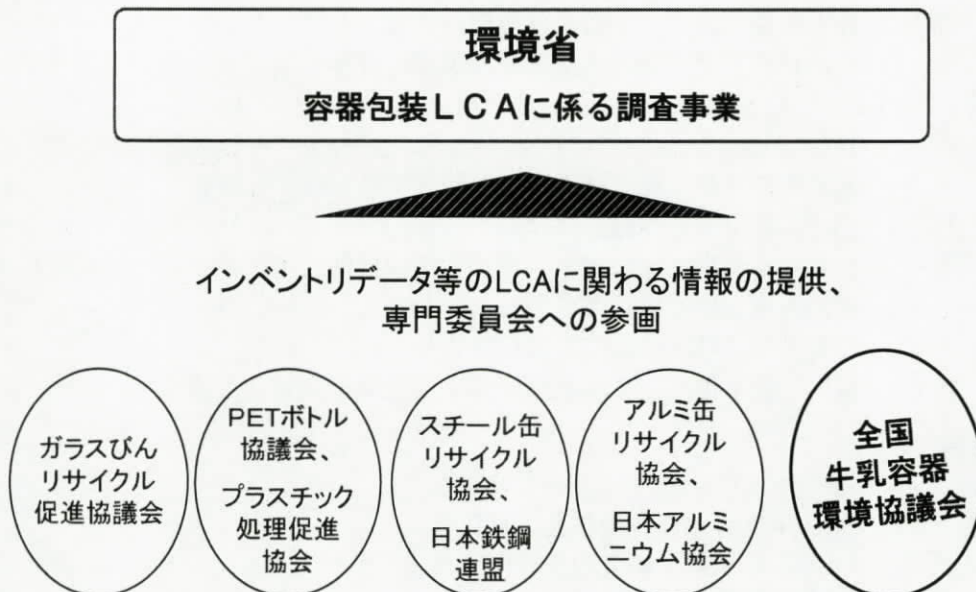 環境省
容器包装LCAに係る調査事業
インベントリデータ等のLCAに関わる情報の提供、
専門委員会への参画
ガラスびん
リサイクル
促進協議会
PETボトル
協議会、
プラスチック
処理促進
協会
スチール缶
リサイクル
協会、
日本鉄鋼
連盟
アルミ缶
リサイクル
協会、
日本アルミ
ニウム協会
全国
牛乳容器
環境協議会